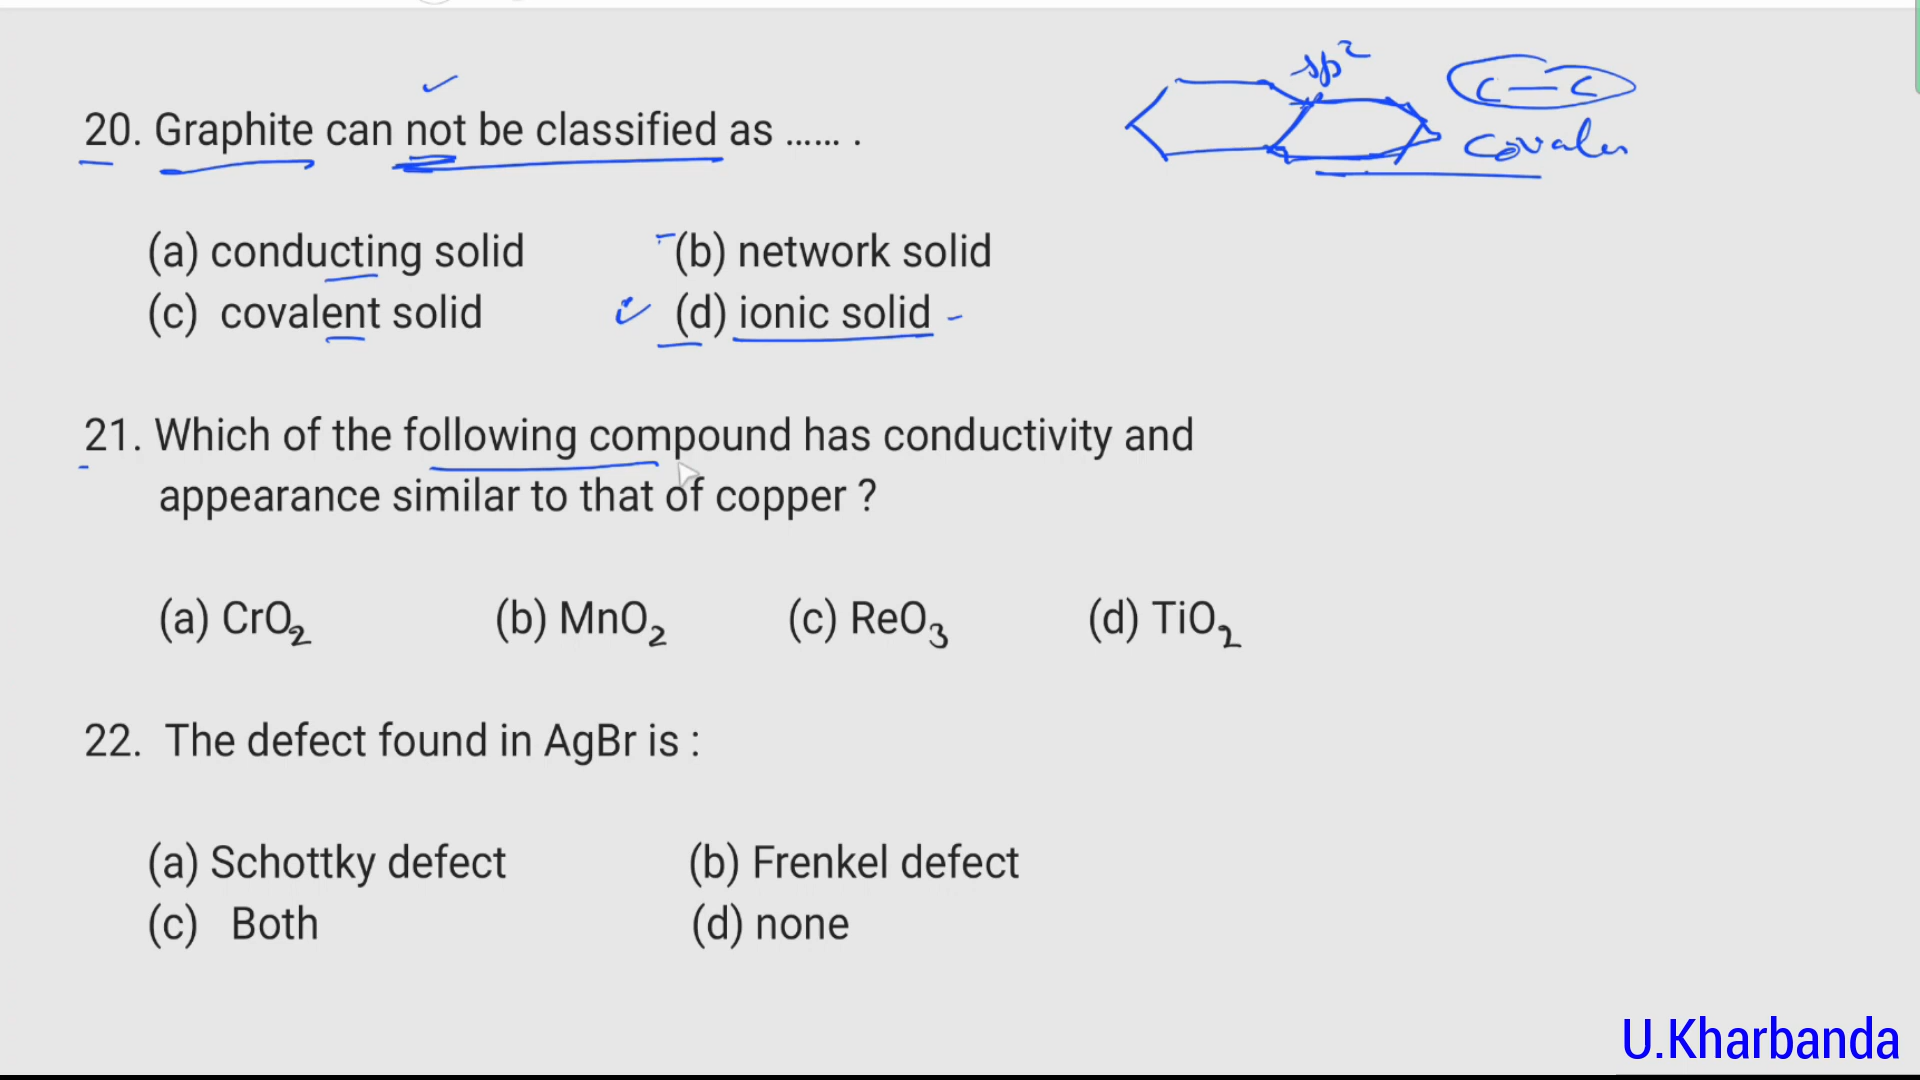 sp²
C — C
20. Graphite can not be classified as ...... .
covalen
(a) conducting solid (b) network solid
(c) covalent solid (d) ionic solid
21. Which of the following compound has conductivity and
appearance similar to that of copper ?
(a) CrO₂ (b) MnO₂ (c) ReO₃ (d) TiO₂
22. The defect found in AgBr is :
(a) Schottky defect (b) Frenkel defect
(c) Both (d) none
U.Kharbanda